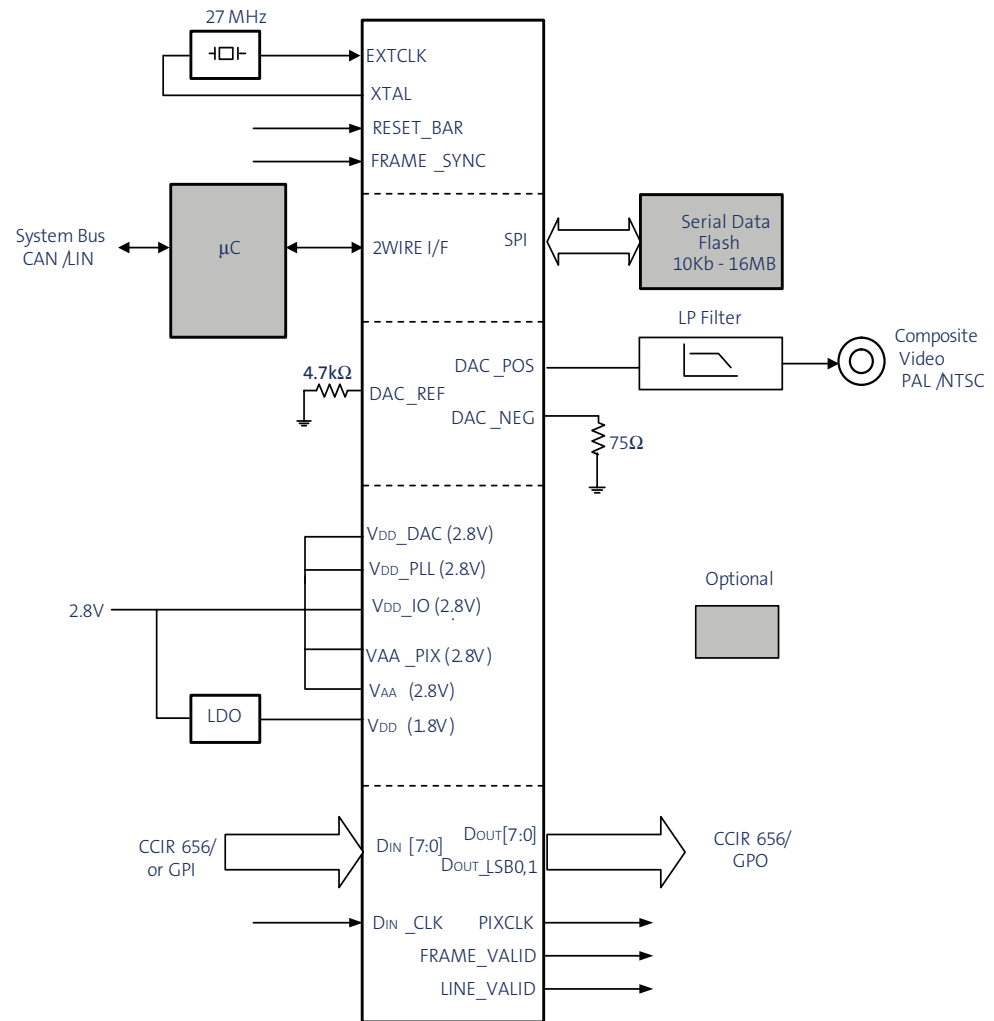 27 MHz
EXTCLK
XTAL
RESET_BAR
FRAME _SYNC
System Bus
CAN /LIN
µC
2WIRE I/F
SPI
Serial Data
Flash
10Kb - 16MB
LP Filter
Composite
Video
PAL /NTSC
DAC _POS
4.7kΩ
DAC _REF
DAC _NEG
75Ω
VDD_DAC (2.8V)
VDD_PLL (2.8V)
2.8V
VDD_IO (2.8V)
VAA _PIX (2.8V)
VAA (2.8V)
LDO
VDD (1.8V)
Optional
CCIR 656/
or GPI
DIN [7:0]
DOUT[7:0]
DOUT_LSB0,1
CCIR 656/
GPO
DIN _CLK
PIXCLK
FRAME_VALID
LINE_VALID